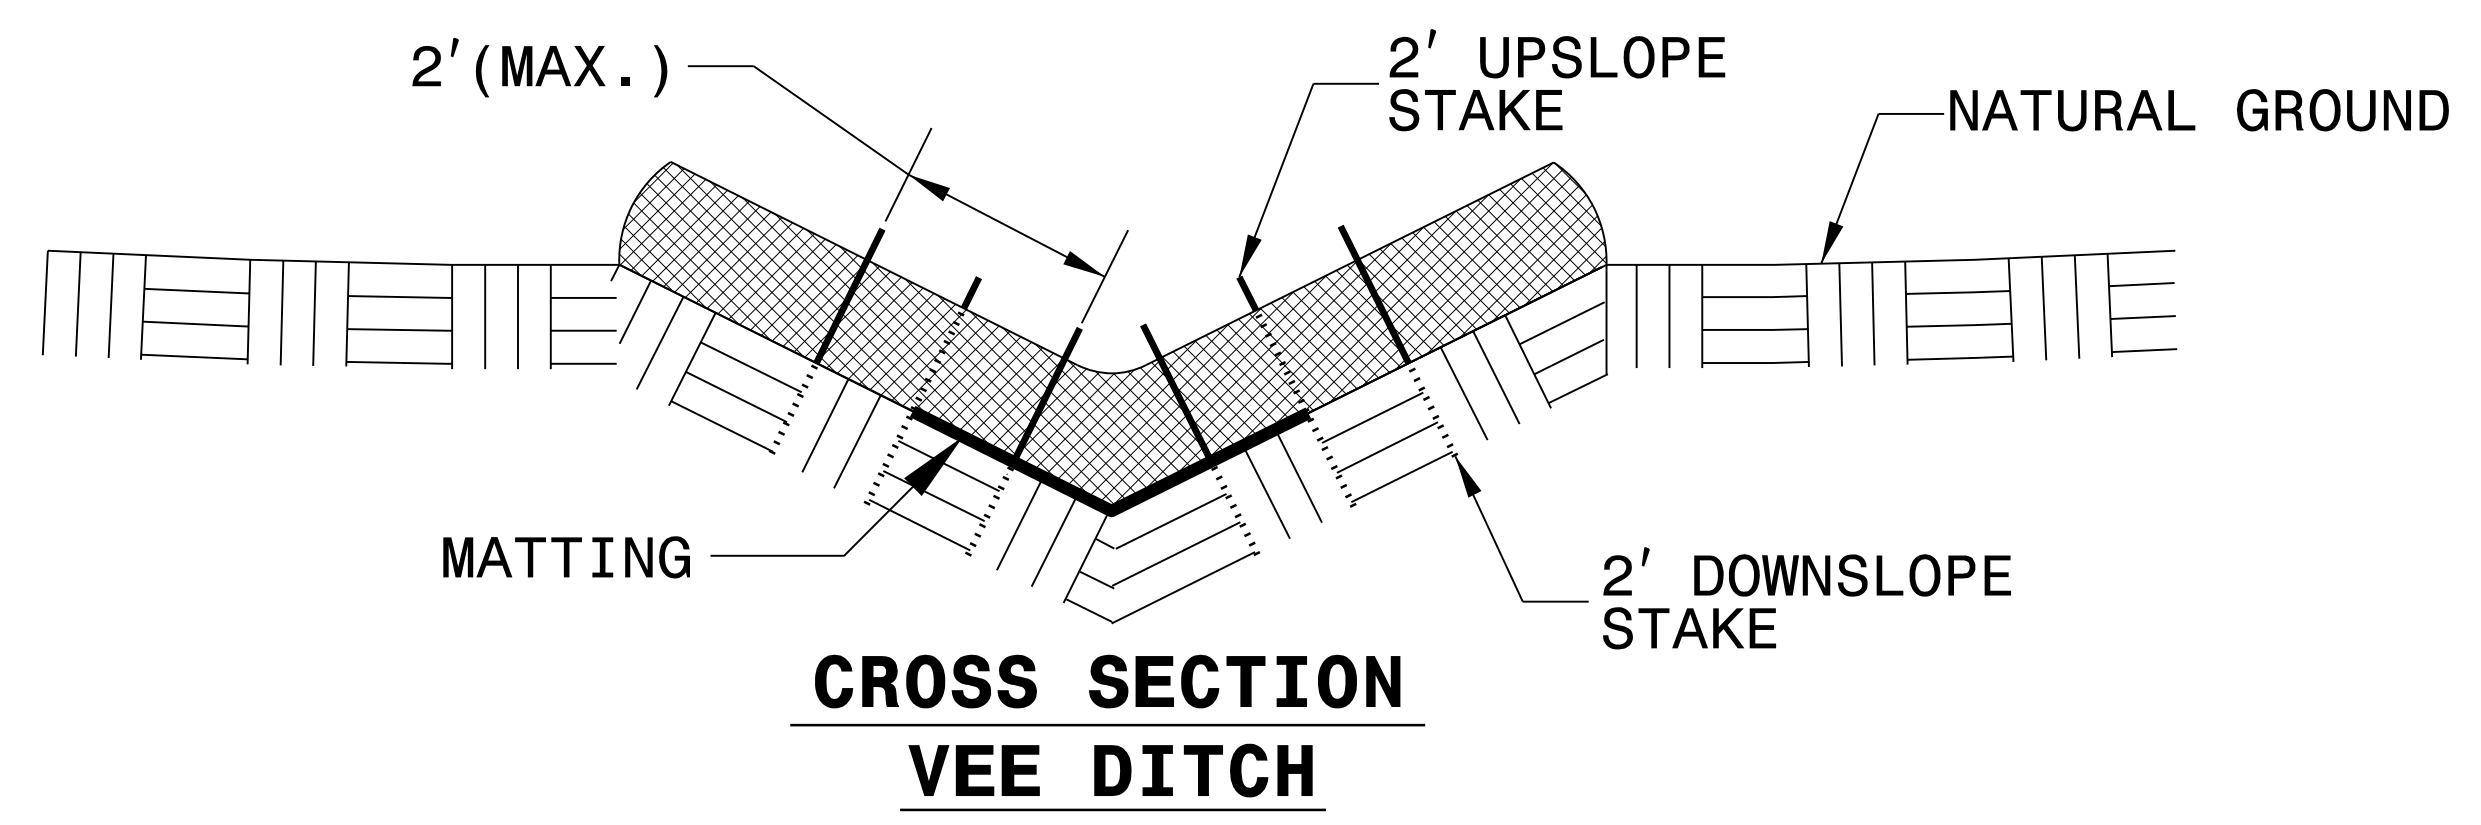 2'(MAX.)
2' UPSLOPE
STAKE
NATURAL GROUND
MATTING
2' DOWNSLOPE
STAKE
CROSS SECTION
VEE DITCH